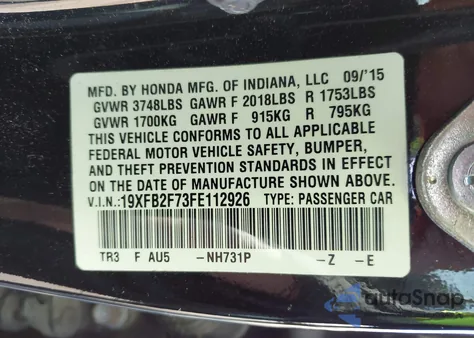 MFD. BY HONDA MFG. OF INDIANA, LLC 09/'15
GVWR 3748LBS GAWR F 2018LBS R 1753LBS
GVWR 1700KG GAWR F 915KG R 795KG
THIS VEHICLE CONFORMS TO ALL APPLICABLE
FEDERAL MOTOR VEHICLE SAFETY, BUMPER,
AND THEFT PREVENTION STANDARDS IN EFFECT
ON THE DATE OF MANUFACTURE SHOWN ABOVE.
V.I.N.:19XFB2F73FE112926 TYPE: PASSENGER CAR
TR3 F AU5 -NH731P -Z -E
autoSnap